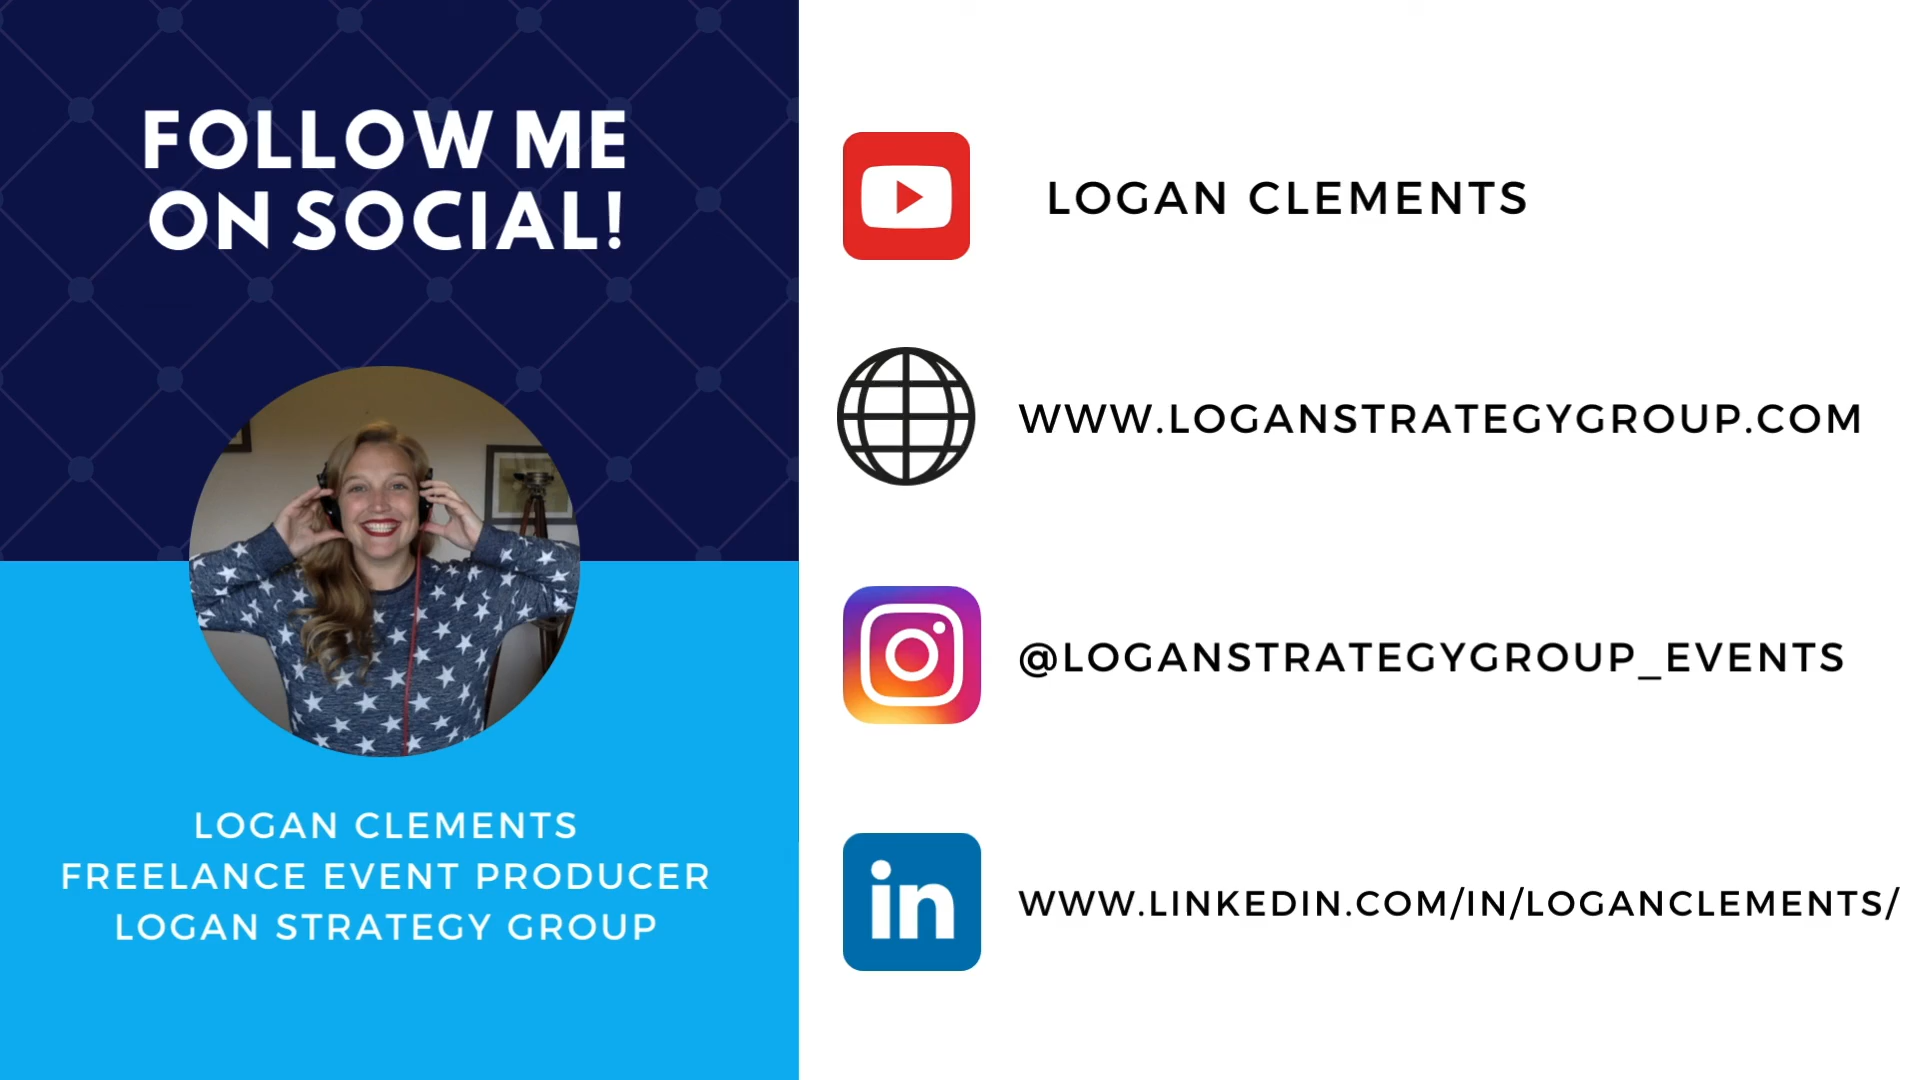 FOLLOW ME
ON SOCIAL!
LOGAN CLEMENTS
FREELANCE EVENT PRODUCER
LOGAN STRATEGY GROUP
LOGAN CLEMENTS
WWW.LOGANSTRATEGYGROUP.COM
@LOGANSTRATEGYGROUP_EVENTS
in
WWW.LINKEDIN.COM/IN/LOGANCLEMENTS/